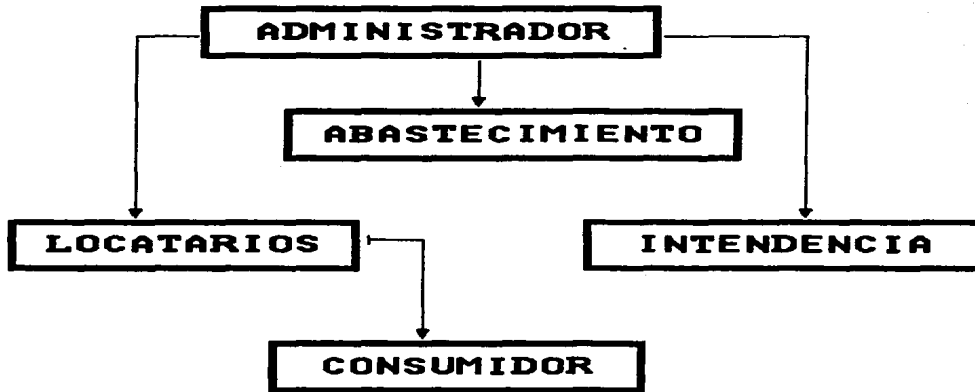 ADMINISTRADOR
ABASTECIMIENTO
LOCATARIOS
INTENDENCIA
CONSUMIDOR